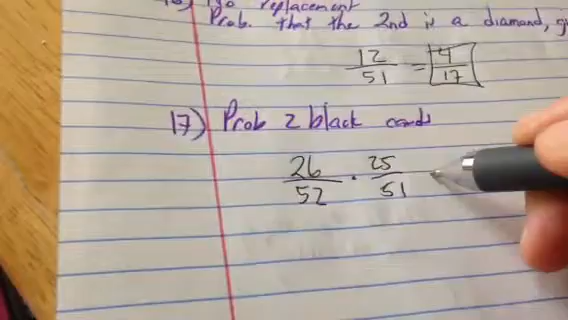 replacement
Prob. that the 2nd is a diamond,
12/51 = 4/17
17) Prob 2 black cards
26/52 · 25/51